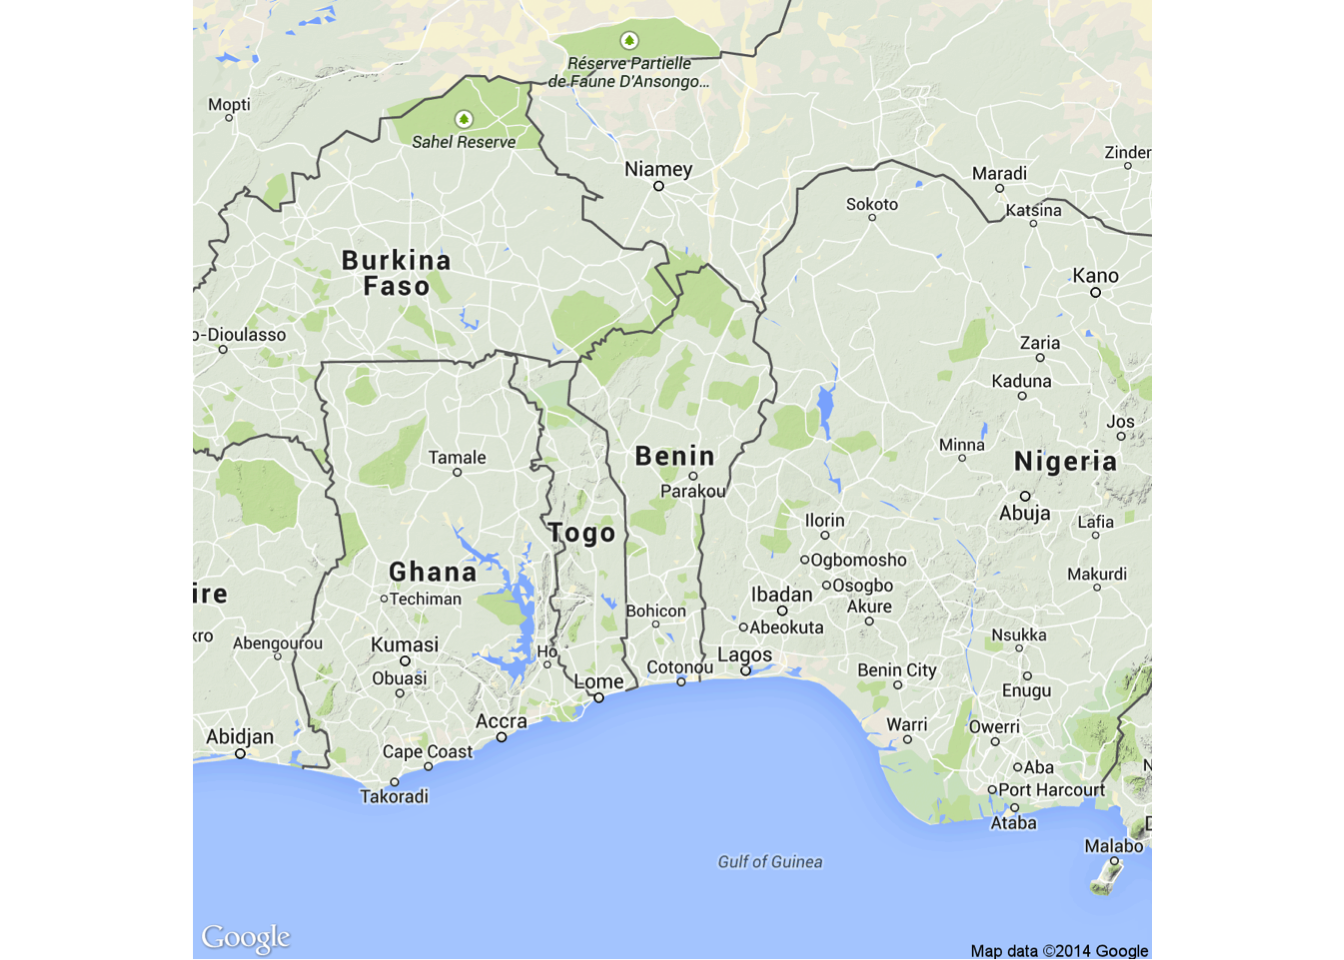 Réserve Partielle
de Faune D'Ansongo...
Mopti
Sahel Reserve
Zinder
Niamey
Maradi
Sokoto
Katsina
Burkina
Faso
Kano
o-Dioulasso
Zaria
Kaduna
Jos
Minna
Tamale
Benin
Nigeria
Parakou
Abuja
Ilorin
Lafia
Togo
Ogbomosho
Ghana
Makurdi
Osogbo
ire
Techiman
Ibadan
Akure
Bohicon
Abeokuta
xro
Abengourou
Kumasi
Nsukka
Ho
Lagos
Cotonou
Benin City
Obuasi
Lome
Enugu
Accra
Warri
Owerri
Abidjan
Cape Coast
Aba
N
Takoradi
Port Harcourt
Ataba
D
Malabo
Gulf of Guinea
Google
Map data ©2014 Google